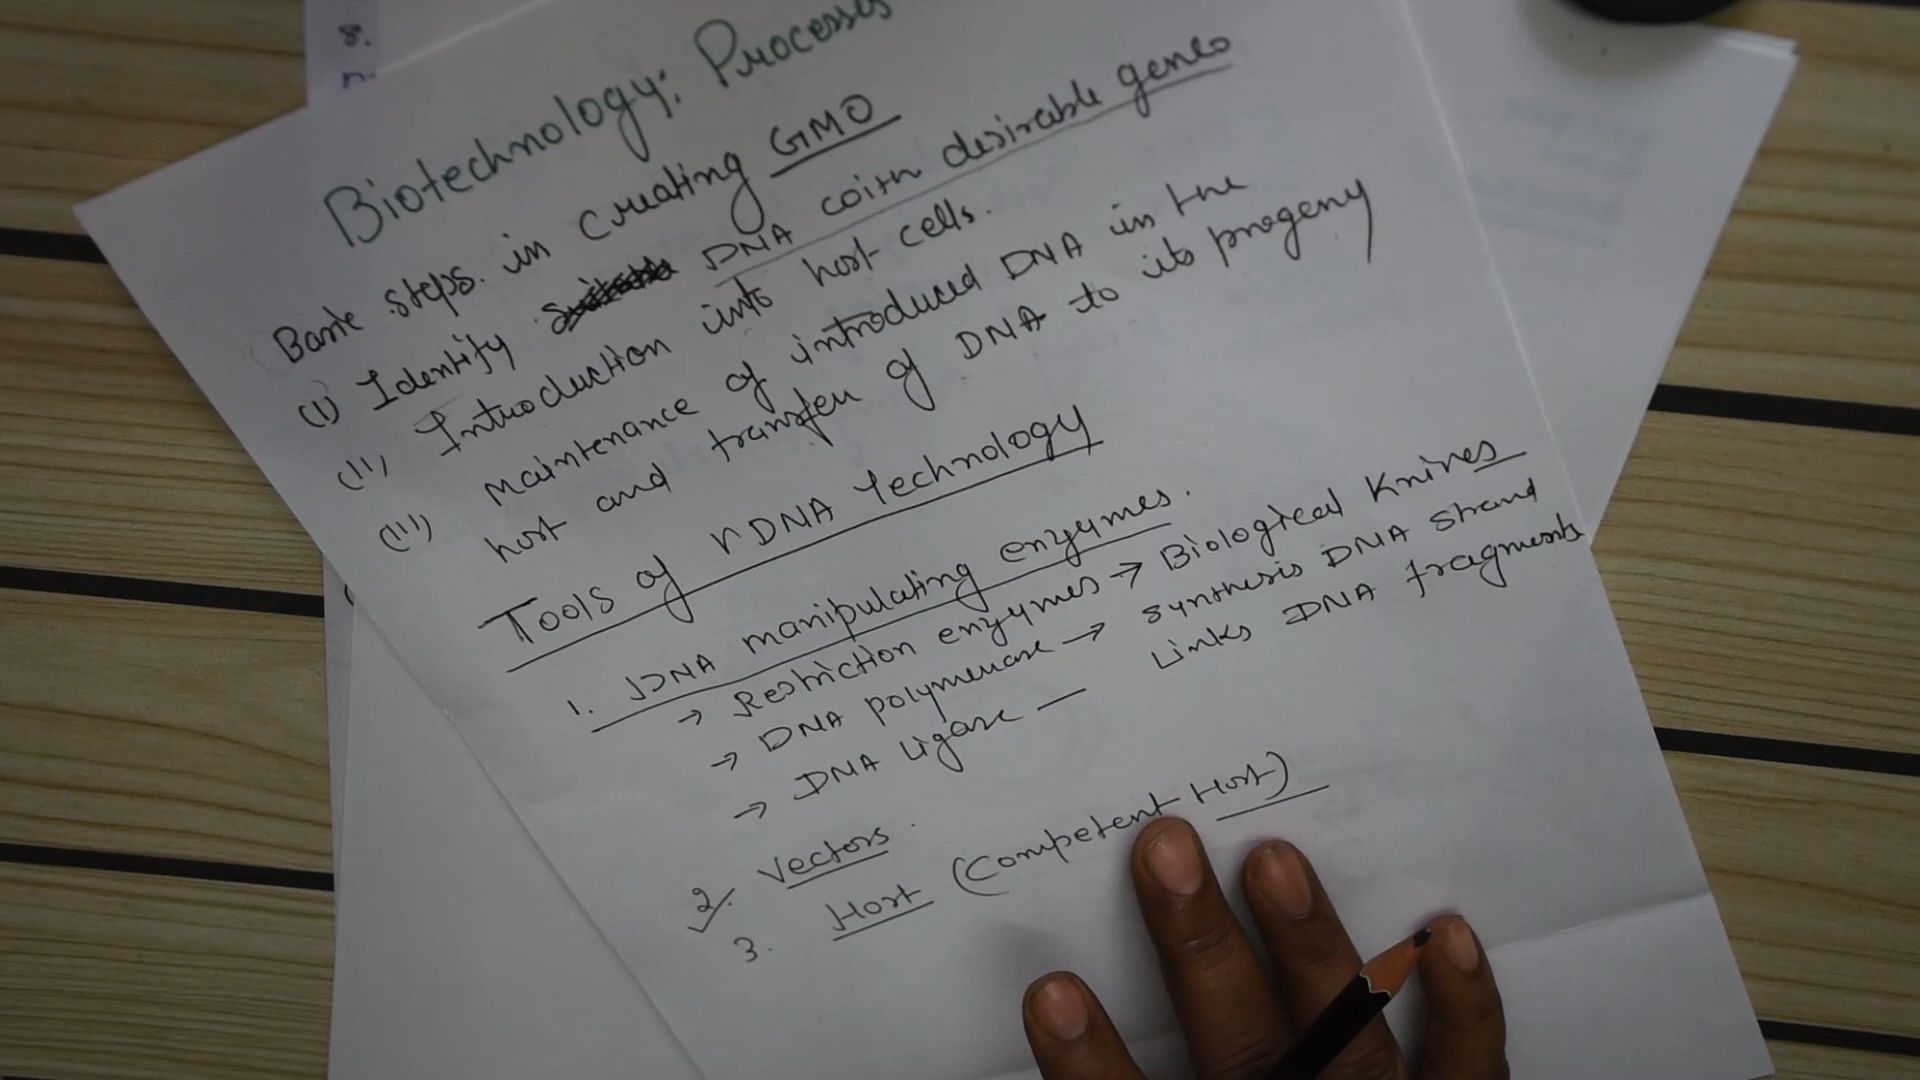 8.
Biotechnology: Processes
Basic steps. in creating GMO
(I) Identify DNA with desirable genes
(II) Introduction into host cells.
(III) Maintenance of introduced DNA in the
host and transfer of DNA to its progeny
Tools of rDNA Technology
1. DNA manipulating enzymes.
→ Restriction enzymes → Biological Knives
→ DNA polymerase → synthesis DNA strand
→ DNA ligase — Links DNA fragments
2. Vectors.
3. Host (Competent Host)